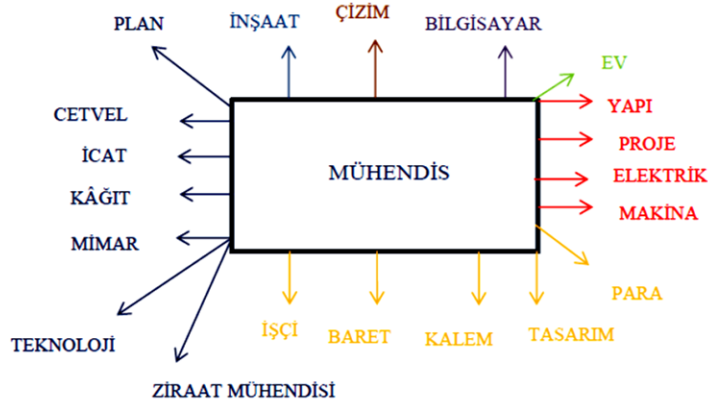 PLAN
İNŞAAT
ÇİZİM
BİLGİSAYAR
EV
CETVEL
YAPI
İCAT
PROJE
MÜHENDİS
ELEKTRİK
KÂĞIT
MAKİNA
MİMAR
PARA
TEKNOLOJİ
İŞÇİ
BARET
KALEM
TASARIM
ZİRAAT MÜHENDİSİ